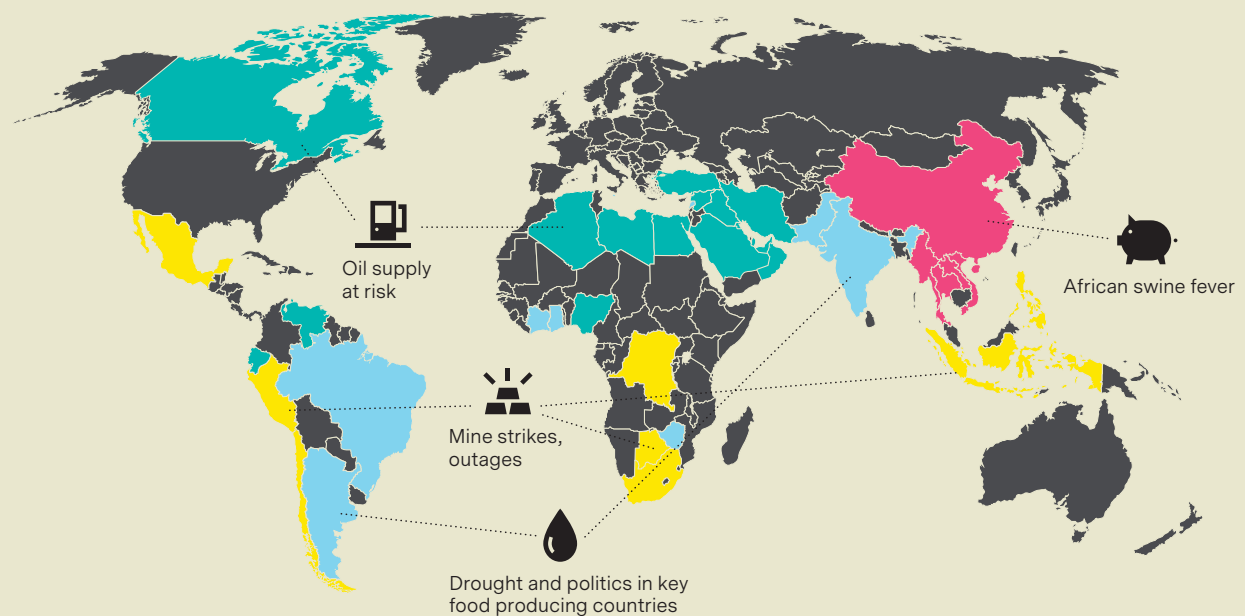 Oil supply
at risk
African swine fever
Mine strikes,
outages
Drought and politics in key
food producing countries